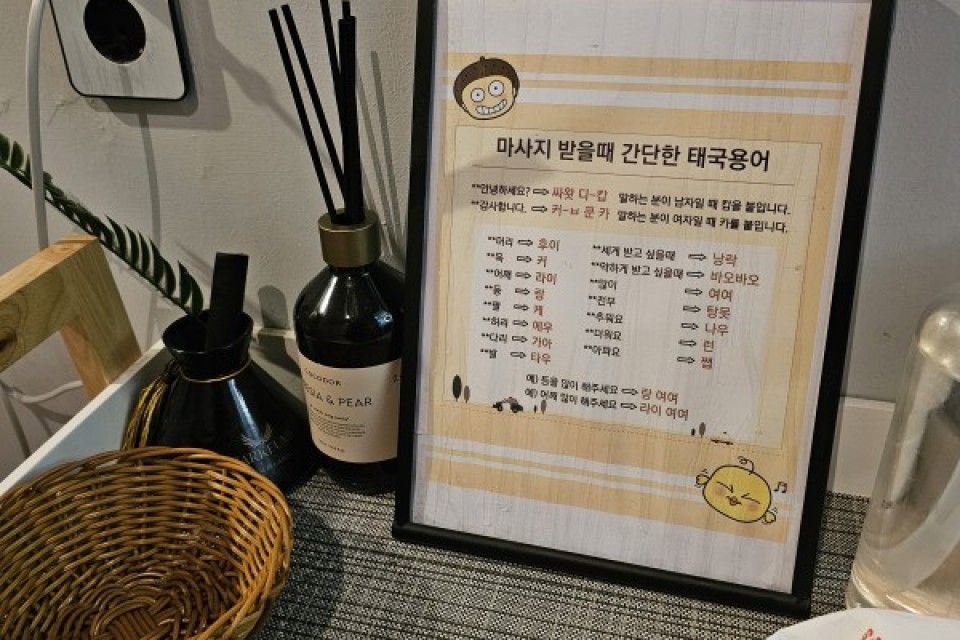 마사지 받을때 간단한 태국용어
**안녕하세요? ⇨ 싸왓 디-캅 말하는 분이 남자일 때 캅을 붙입니다.
**감사합니다. ⇨ 커-ㅂ 쿤 카 말하는 분이 여자일 때 카를 붙입니다.
**머리 ⇨ 후이
**목 ⇨ 커
**어깨 ⇨ 라이
**등 ⇨ 랑
**팔 ⇨ 케
**허리 ⇨ 에우
**다리 ⇨ 가아
**발 ⇨ 타우
**세게 받고 싶을때 ⇨ 낭락
**약하게 받고 싶을때 ⇨ 바오바오
**많이 ⇨ 여여
**전부 ⇨ 탕못
**추워요 ⇨ 나우
**더워요 ⇨ 런
**아파요 ⇨ 쨉
예) 등을 많이 해주세요 ⇨ 랑 여여
예) 어깨 많이 해주세요 ⇨ 라이 여여
COCODOR
& PEAR